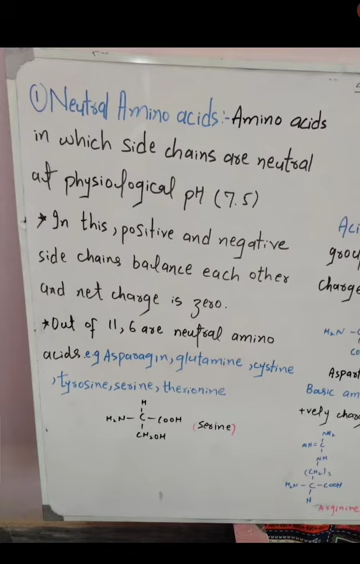 ① Neutral Amino acids:- Amino acids
in which side chains are neutral
at physiological pH (7.5)
* In this, positive and negative
side chains balance each other
and net charge is zero.
* Out of 11, 6 are neutral amino
acids e.g Asparagin, glutamine, cystine
, tyrosine, serine, therionine
H
H₂N - C - COOH (serine)
CH₂OH
Aci
grou
charge
H₂N -
CO
Aspart
Basic am
+vely char
NH₂
NH = C
NH
(CH₂)₃
H₂N - C - COOH
H
Arginine